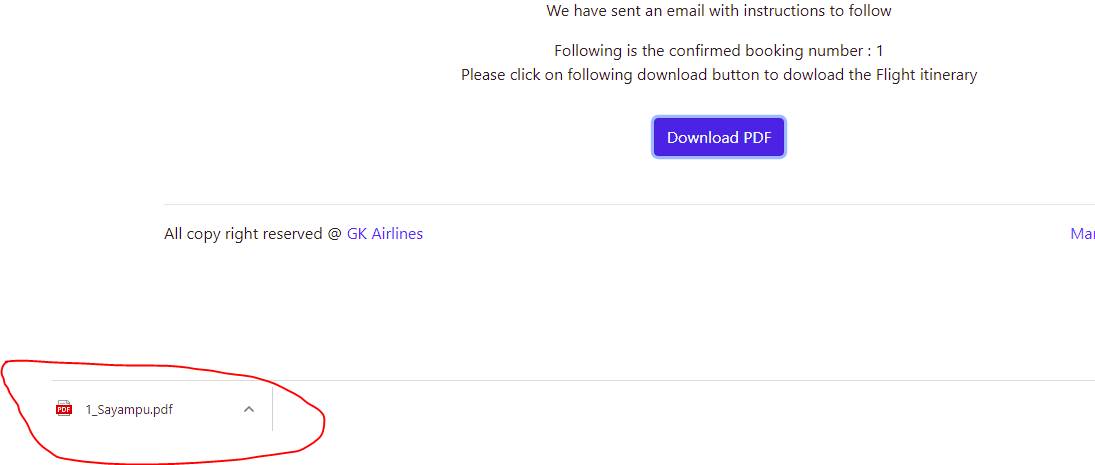 We have sent an email with instructions to follow
Following is the confirmed booking number : 1
Please click on following download button to dowload the Flight itinerary
Download PDF
All copy right reserved @ GK Airlines
Mar
PDF
1_Sayampu.pdf